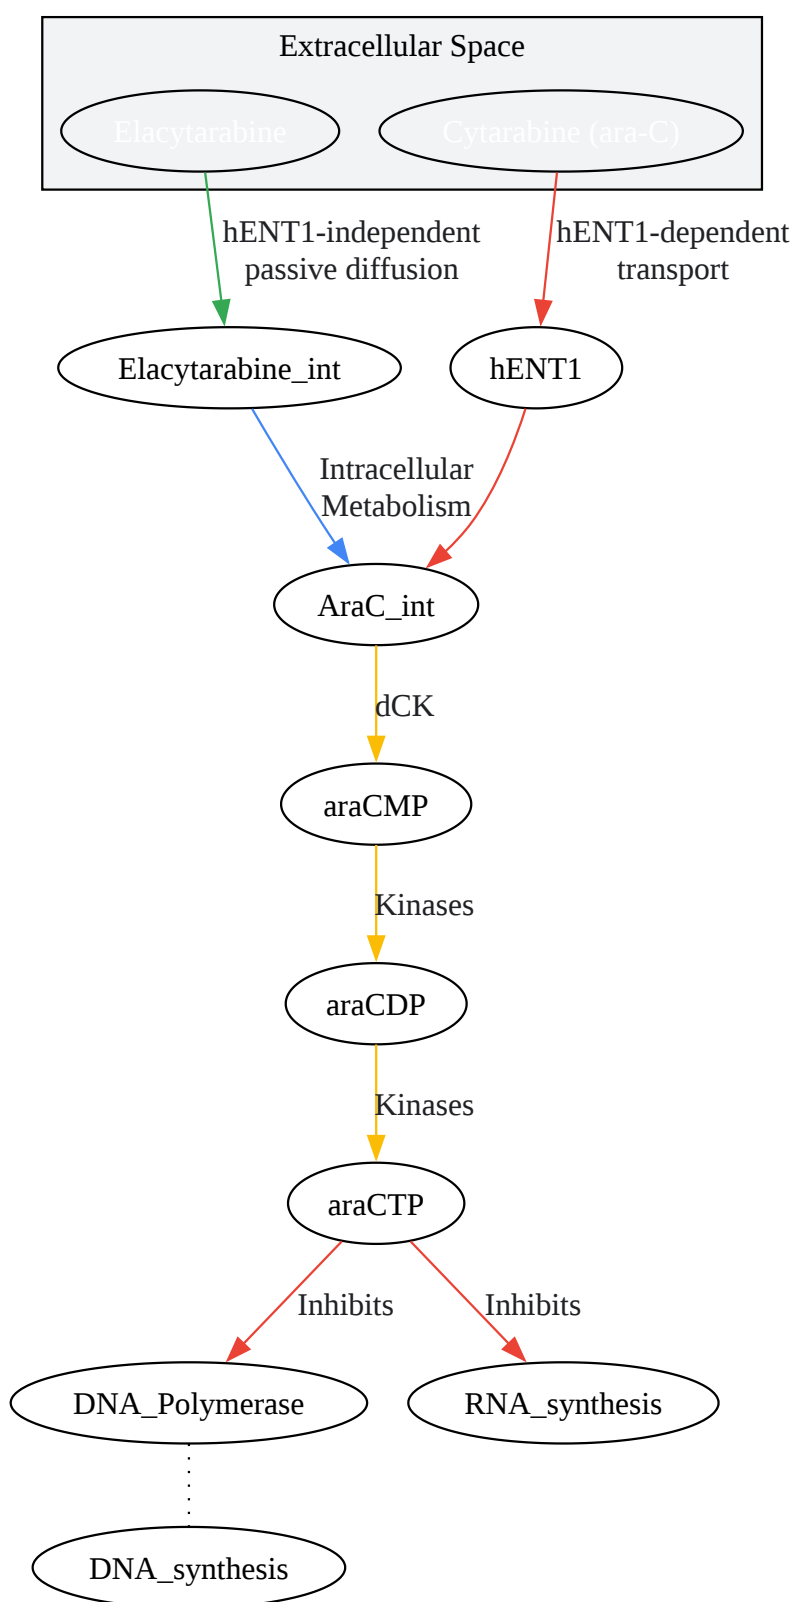 Extracellular Space
Elacytarabine
Cytarabine (ara-C)
hENT1-independent
passive diffusion
hENT1-dependent
transport
Elacytarabine_int
hENT1
Intracellular
Metabolism
AraC_int
dCK
araCMP
Kinases
araCDP
Kinases
araCTP
Inhibits
Inhibits
DNA_Polymerase
RNA_synthesis
DNA_synthesis